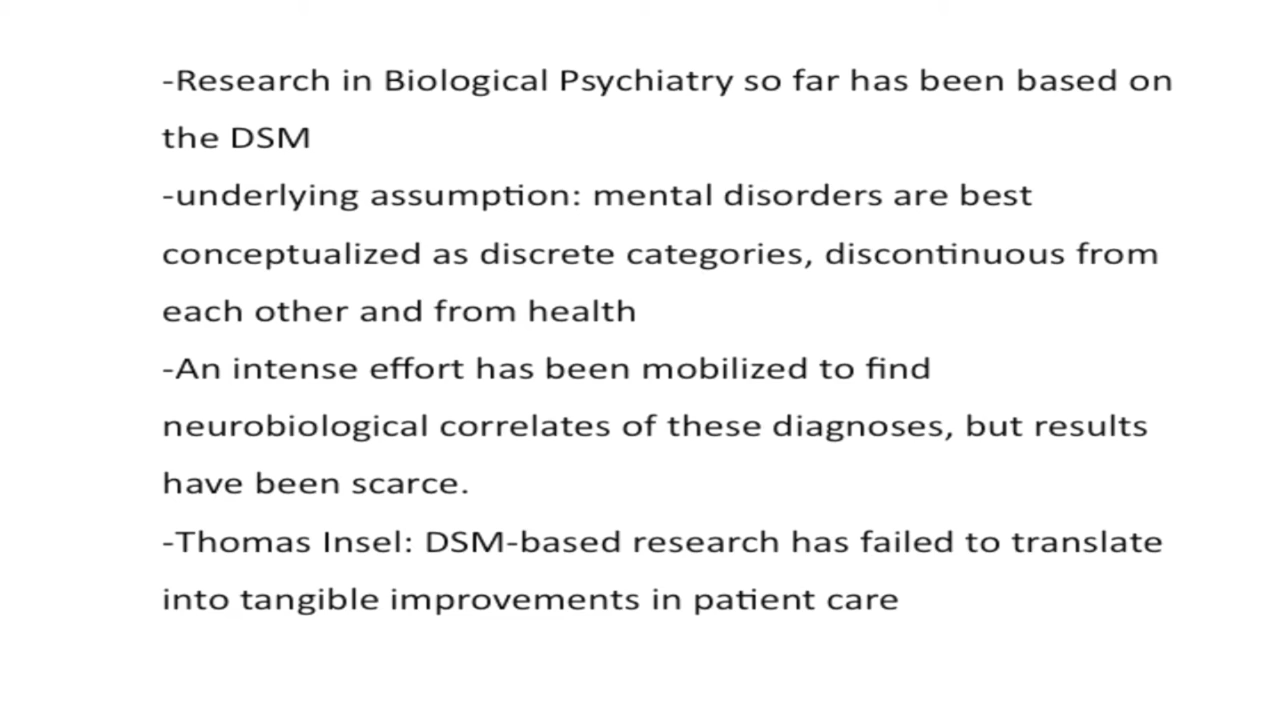 -Research in Biological Psychiatry so far has been based on
the DSM
-underlying assumption: mental disorders are best
conceptualized as discrete categories, discontinuous from
each other and from health
-An intense effort has been mobilized to find
neurobiological correlates of these diagnoses, but results
have been scarce.
-Thomas Insel: DSM-based research has failed to translate
into tangible improvements in patient care